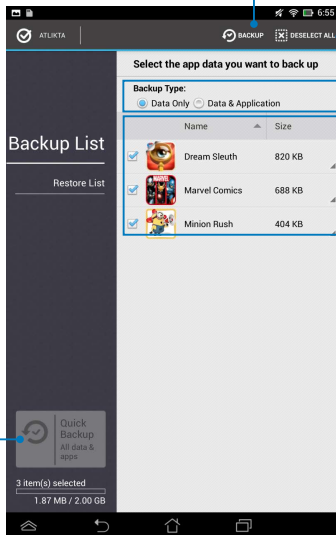 6:55
ATLIKTA
BACKUP
DESELECT ALL
Select the app data you want to back up
Backup Type:
Data Only
Data & Application
Name
Size
Backup List
Restore List
Dream Sleuth
820 KB
MARVEL
Marvel Comics
688 KB
Minion Rush
404 KB
Quick
Backup
All data &
apps
3 item(s) selected
1.87 MB / 2.00 GB